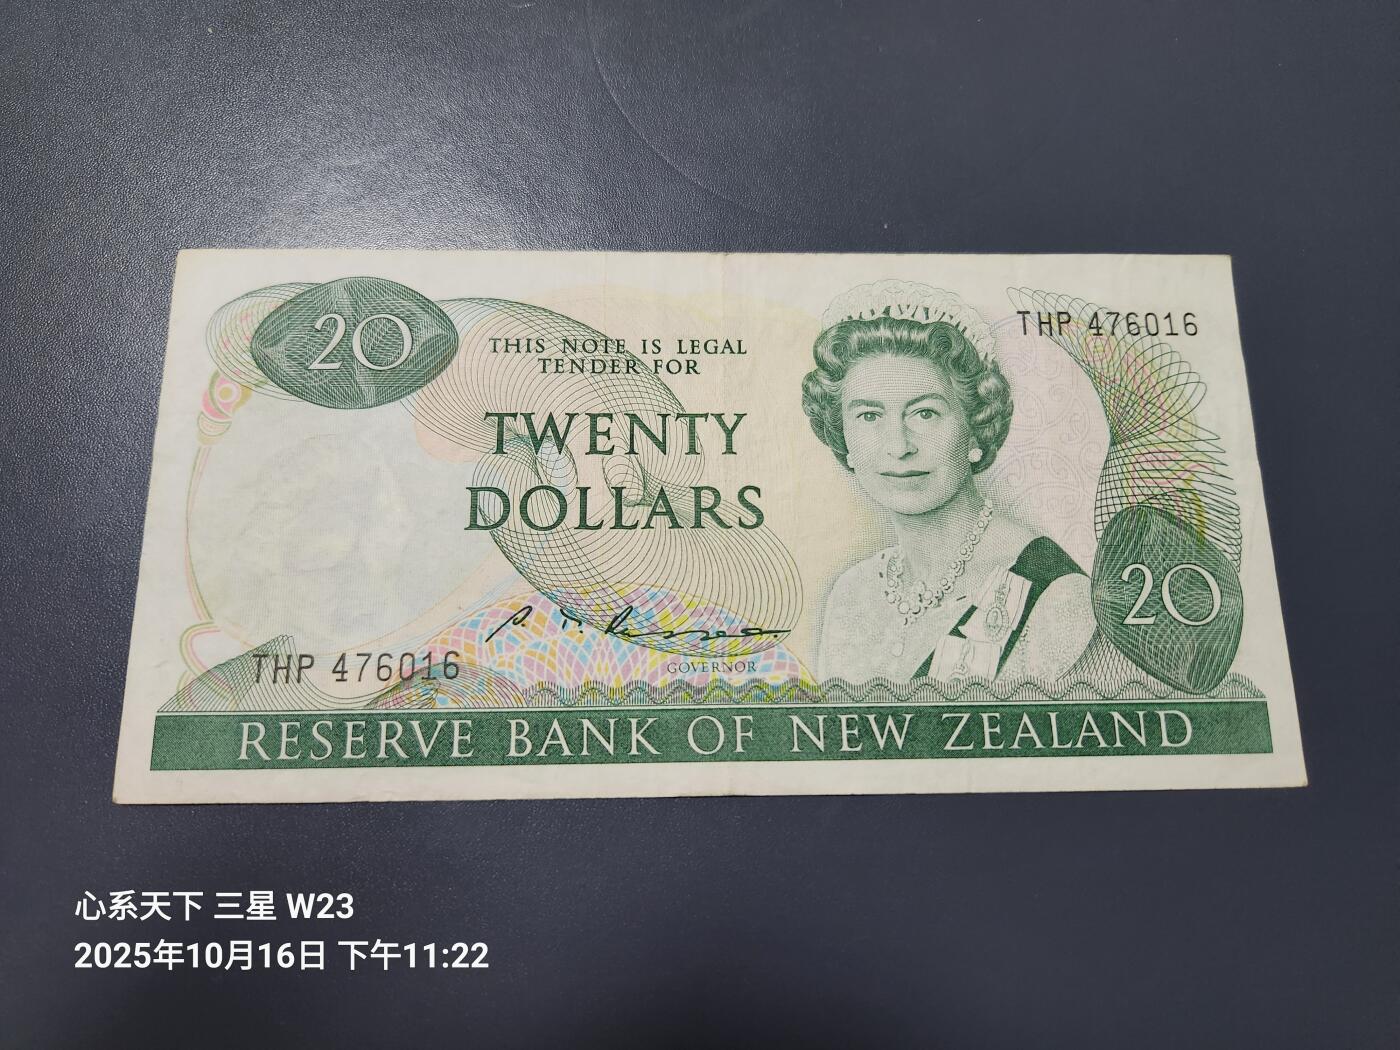 20
THP 476016
THIS NOTE IS LEGAL
TENDER FOR
TWENTY
DOLLARS
20
GOVERNOR
THP 476016
RESERVE BANK OF NEW ZEALAND
心系天下 三星 W23
2025年10月16日 下午11:22